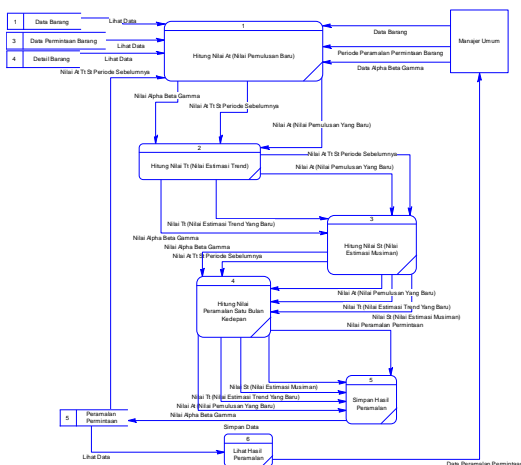 1 Data Barang
Lihat Data
3 Data Permintaan Barang
Lihat Data
4 Detail Barang
Lihat Data
Nilai At Tt St Periode Sebelumnya
1
Hitung Nilai At (Nilai Pemulusan Baru)
Data Barang
Periode Peramalan Permintaan Barang
Data Alpha Beta Gamma
Manajer Umum
Nilai Alpha Beta Gamma
Nilai At Tt St Periode Sebelumnya
Nilai At (Nilai Pemulusan Yang Baru)
2
Hitung Nilai Tt (Nilai Estimasi Trend)
Nilai At Tt St Periode Sebelumnya
Nilai At (Nilai Pemulusan Yang Baru)
Nilai Tt (Nilai Estimasi Trend Yang Baru)
Nilai Alpha Beta Gamma
3
Hitung Nilai St (Nilai
Estimasi Musiman)
Nilai Alpha Beta Gamma
Nilai At Tt St Periode Sebelumnya
4
Hitung Nilai
Peramalan Satu Bulan
Kedepan
Nilai At (Nilai Pemulusan Yang Baru)
Nilai Tt (Nilai Estimasi Trend Yang Baru)
Nilai St (Nilai Estimasi Musiman)
Nilai Peramalan Permintaan
5
Simpan Hasil
Peramalan
Nilai St (Nilai Estimasi Musiman)
Nilai Tt (Nilai Estimasi Trend Yang Baru)
Nilai At (Nilai Pemulusan Yang Baru)
Nilai Alpha Beta Gamma
5 Peramalan
Permintaan
Simpan Data
6
Lihat Hasil
Peramalan
Lihat Data
Data Peramalan Permintaan